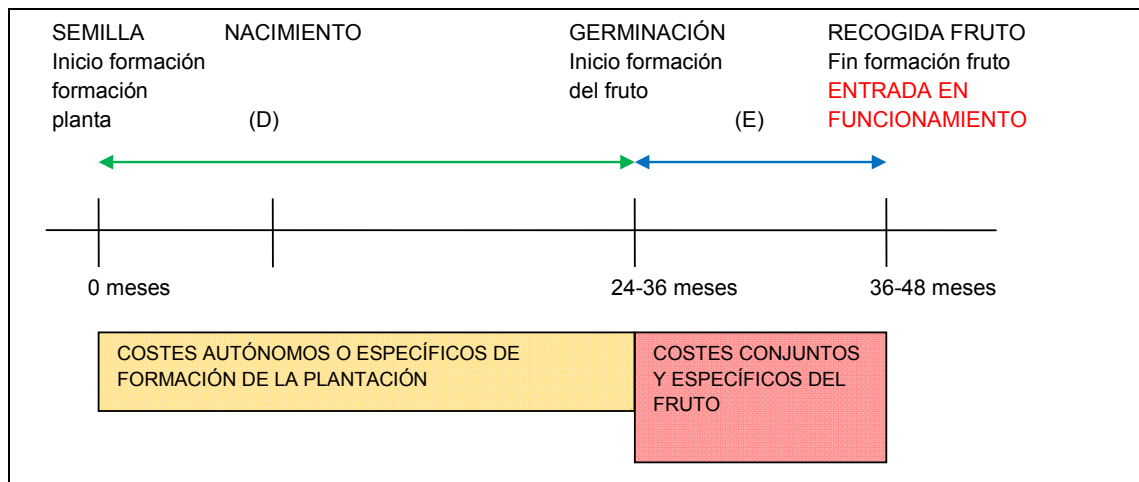 SEMILLA
Inicio formación
formación
planta
NACIMIENTO
(D)
GERMINACIÓN
Inicio formación
del fruto
(E)
RECOGIDA FRUTO
Fin formación fruto
ENTRADA EN
FUNCIONAMIENTO
0 meses
24-36 meses
36-48 meses
COSTES AUTÓNOMOS O ESPECÍFICOS DE
FORMACIÓN DE LA PLANTACIÓN
COSTES CONJUNTOS
Y ESPECÍFICOS DEL
FRUTO